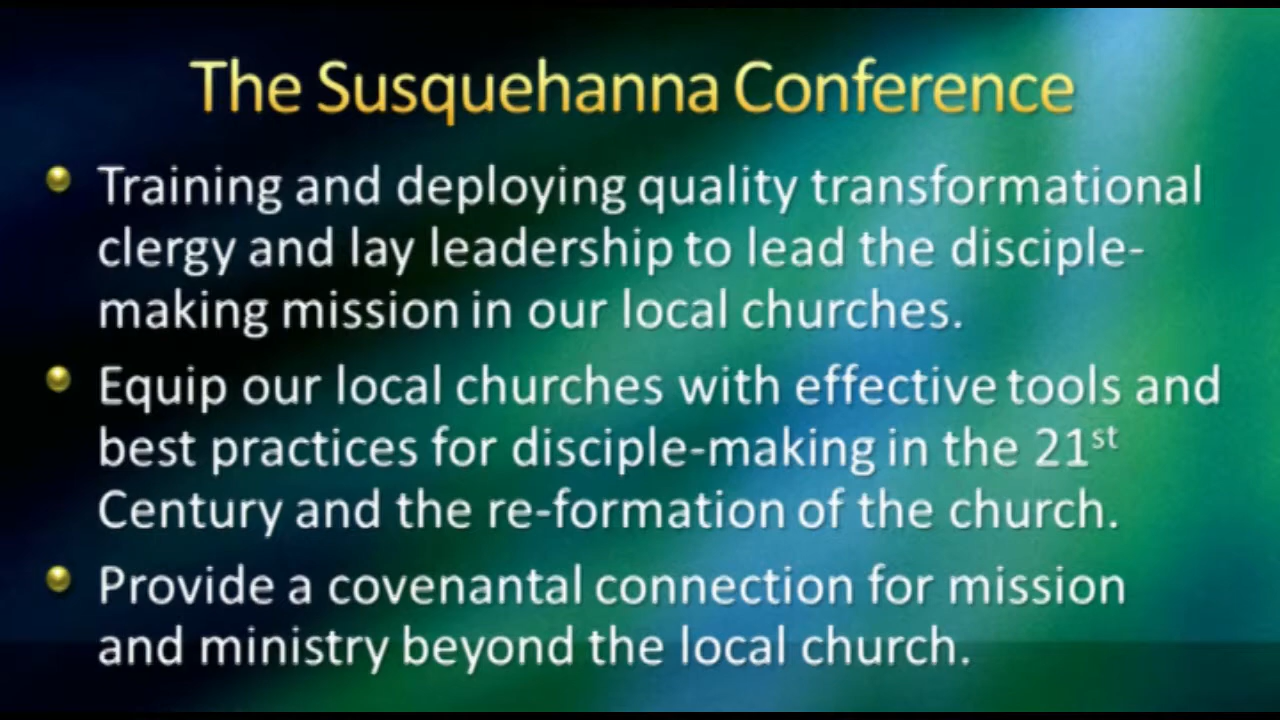 The Susquehanna Conference
Training and deploying quality transformational
clergy and lay leadership to lead the disciple-
making mission in our local churches.
Equip our local churches with effective tools and
best practices for disciple-making in the 21st
Century and the re-formation of the church.
Provide a covenantal connection for mission
and ministry beyond the local church.